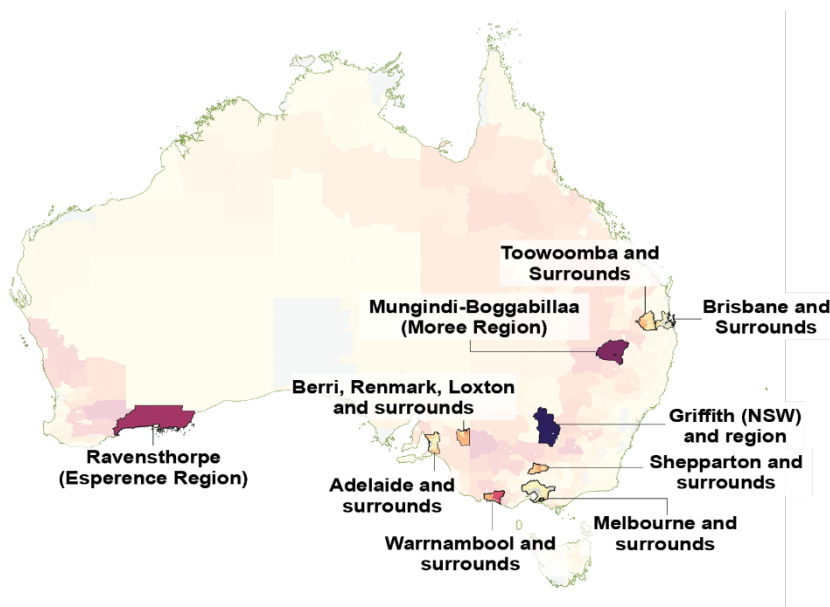 Toowoomba and
Surrounds
Mungindi-Boggabillaa
(Moree Region)
Brisbane and
Surrounds
Berri, Renmark, Loxton
and surrounds
Griffith (NSW)
and region
Ravensthorpe
(Esperence Region)
Shepparton and
surrounds
Adelaide and
surrounds
Melbourne and
surrounds
Warrnambool and
surrounds